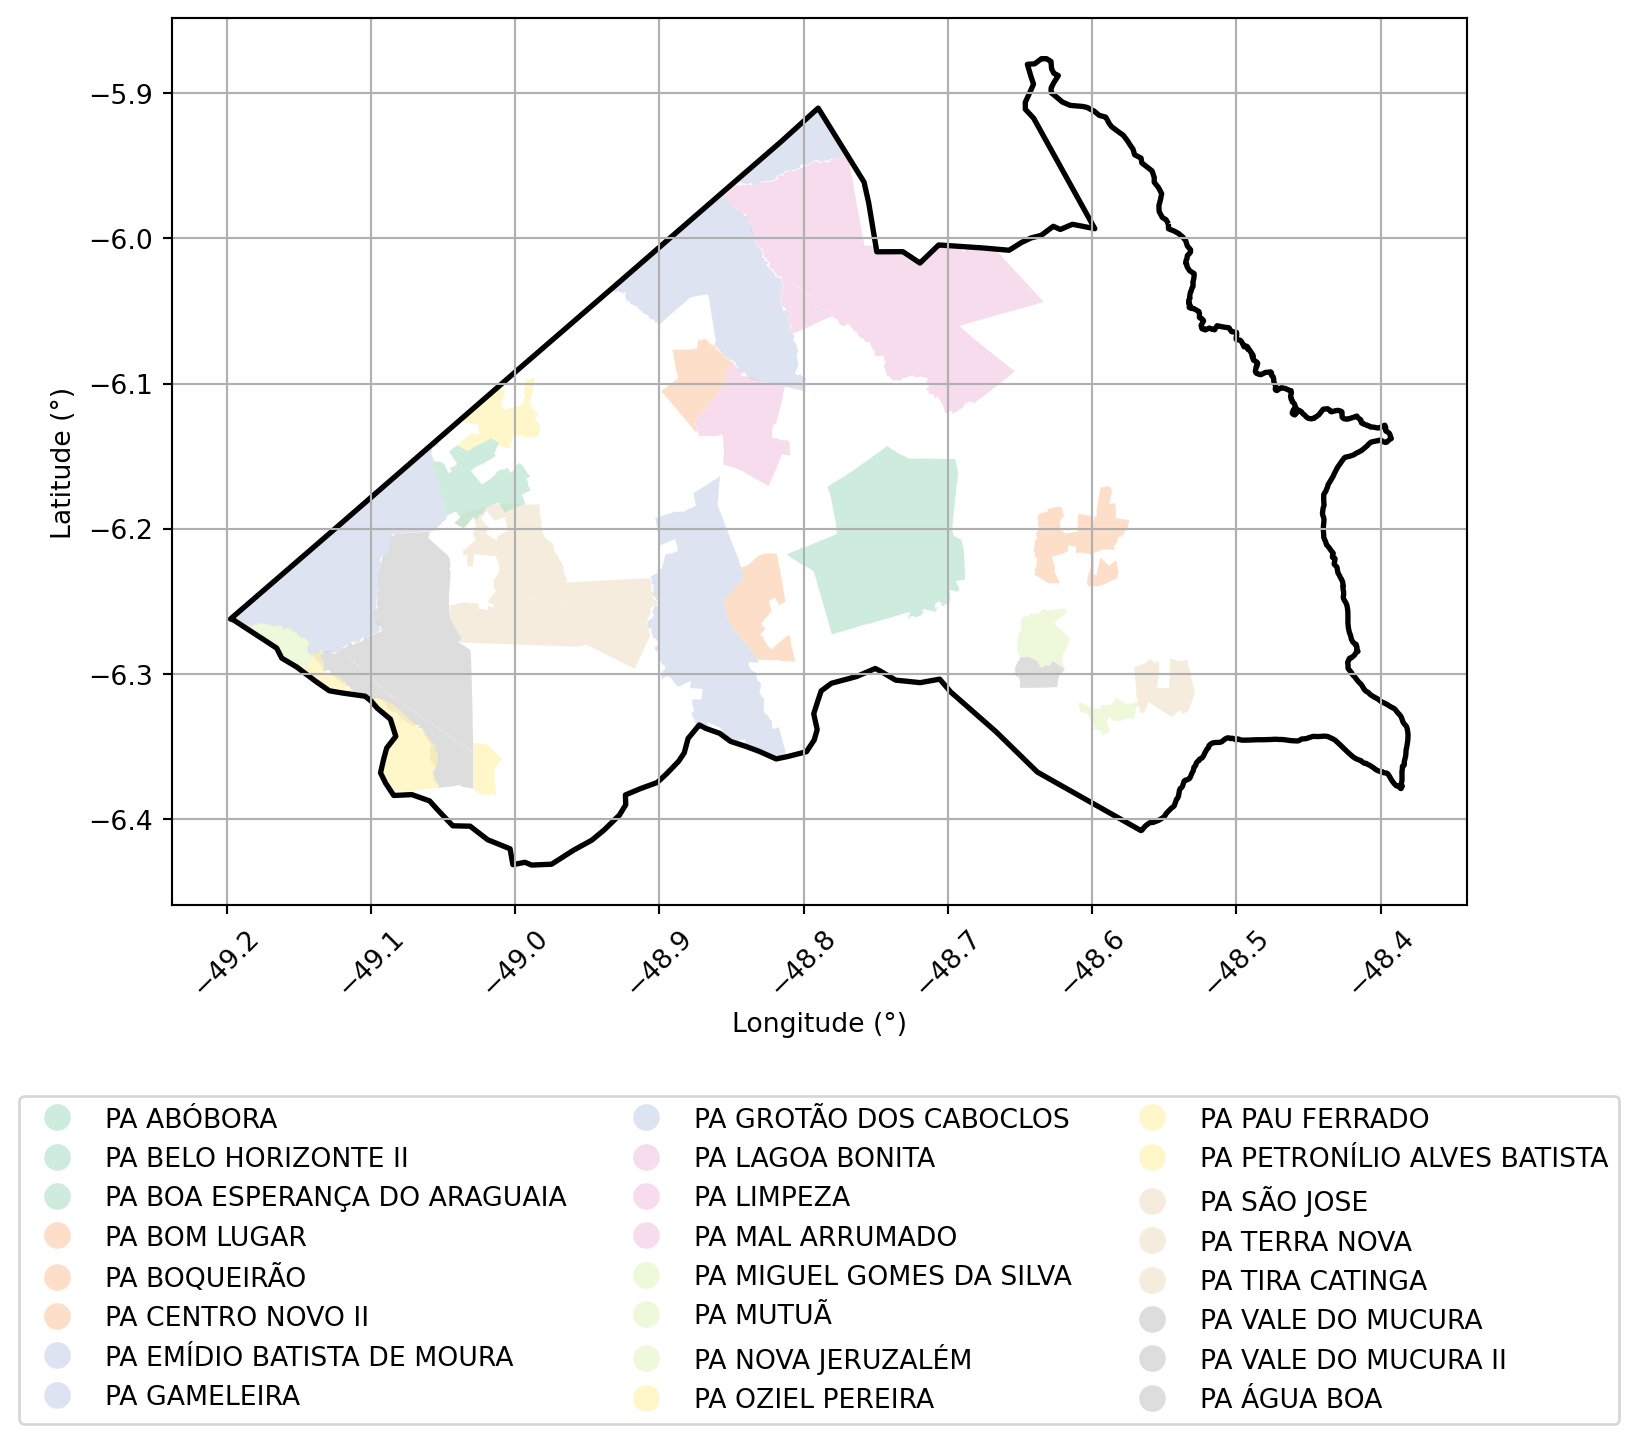 −5.9
−6.0
−6.1
−6.2
−6.3
−6.4
Latitude (°)
−49.2
−49.1
−49.0
−48.9
−48.8
−48.7
−48.6
−48.5
−48.4
Longitude (°)
PA ABÓBORA
PA BELO HORIZONTE II
PA BOA ESPERANÇA DO ARAGUAIA
PA BOM LUGAR
PA BOQUEIRÃO
PA CENTRO NOVO II
PA EMÍDIO BATISTA DE MOURA
PA GAMELEIRA
PA GROTÃO DOS CABOCLOS
PA LAGOA BONITA
PA LIMPEZA
PA MAL ARRUMADO
PA MIGUEL GOMES DA SILVA
PA MUTUÃ
PA NOVA JERUZALÉM
PA OZIEL PEREIRA
PA PAU FERRADO
PA PETRONÍLIO ALVES BATISTA
PA SÃO JOSE
PA TERRA NOVA
PA TIRA CATINGA
PA VALE DO MUCURA
PA VALE DO MUCURA II
PA ÁGUA BOA